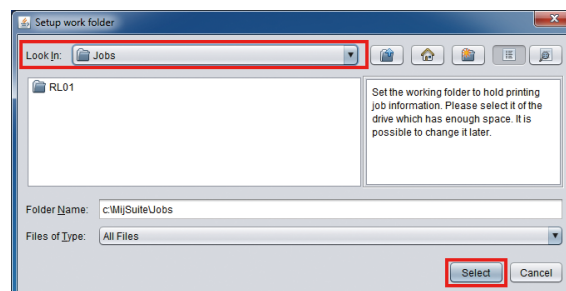 Setup work folder
Look In: Jobs
RL01
Set the working folder to hold printing
job information. Please select it of the
drive which has enough space. It is
possible to change it later.
Folder Name: c:\MijSuite\Jobs
Files of Type: All Files
Select Cancel